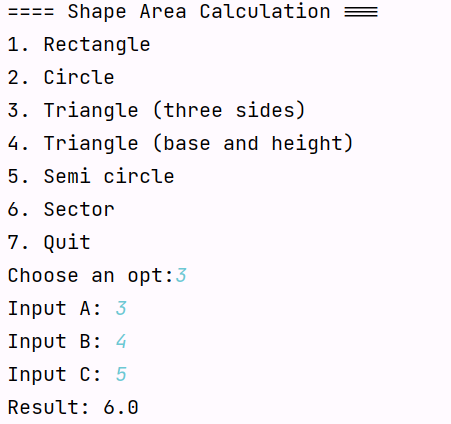 ==== Shape Area Calculation ===
1. Rectangle
2. Circle
3. Triangle (three sides)
4. Triangle (base and height)
5. Semi circle
6. Sector
7. Quit
Choose an opt:3
Input A: 3
Input B: 4
Input C: 5
Result: 6.0